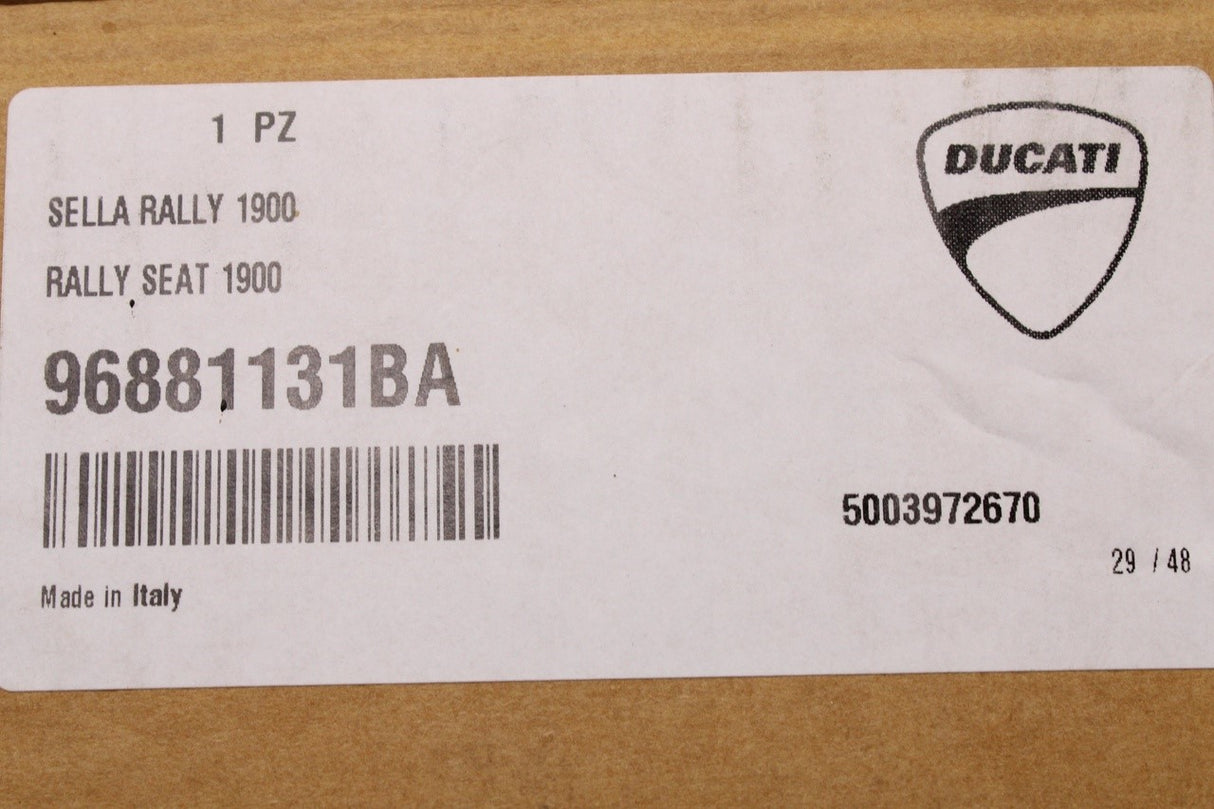 1 PZ
DUCATI
SELLA RALLY 1900
RALLY SEAT 1900
96881131BA
5003972670
29 / 48
Made in Italy